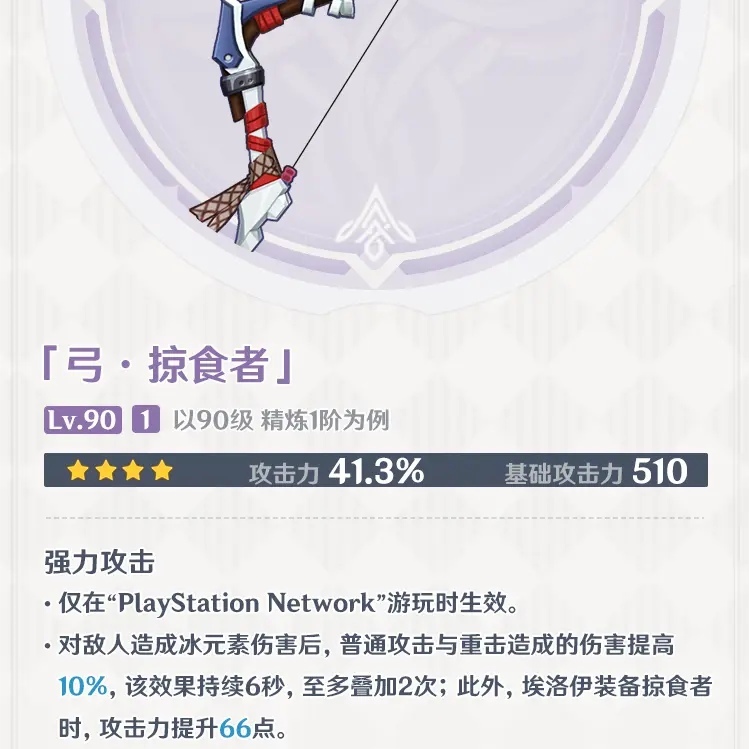 「弓·掠食者」
Lv.90 1 以90级 精炼1阶为例
攻击力 41.3% 基础攻击力 510
强力攻击
· 仅在“PlayStation Network”游玩时生效。
· 对敌人造成冰元素伤害后，普通攻击与重击造成的伤害提高
10%，该效果持续6秒，至多叠加2次；此外，埃洛伊装备掠食者
时，攻击力提升66点。